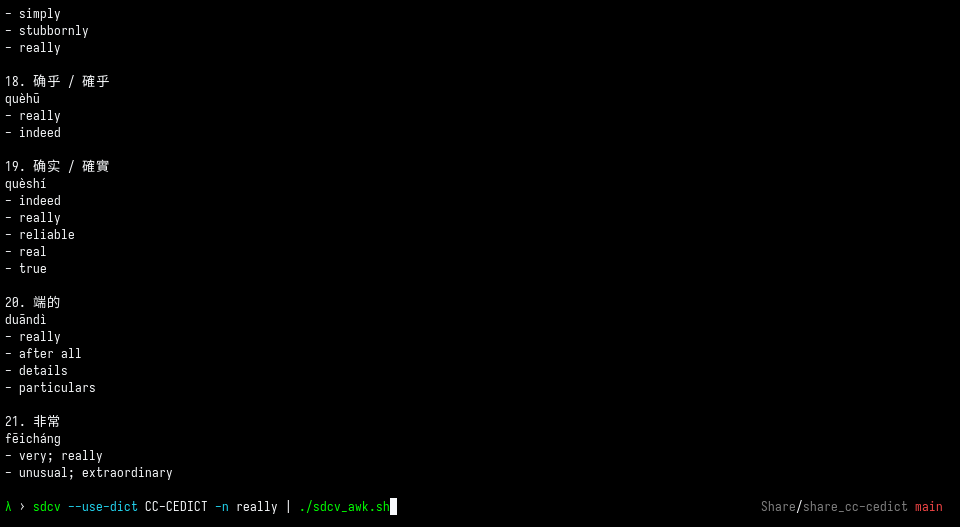 - simply
- stubbornly
- really
18. 确乎 / 確乎
quèhū
- really
- indeed
19. 确实 / 確實
quèshí
- indeed
- really
- reliable
- real
- true
20. 端的
duāndì
- really
- after all
- details
- particulars
21. 非常
fēicháng
- very; really
- unusual; extraordinary
λ › sdcv --use-dict CC-CEDICT -n really | ./sdcv_awk.sh Share/share_cc-cedict main